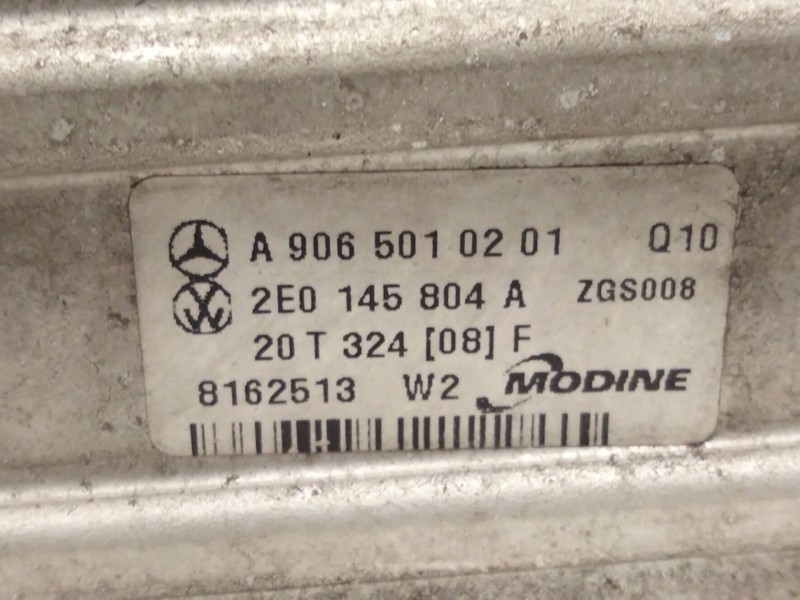 A 906 501 02 01 Q10
2E0 145 804 A ZGS008
20 T 324 [08] F
8162513 W2 MODINE